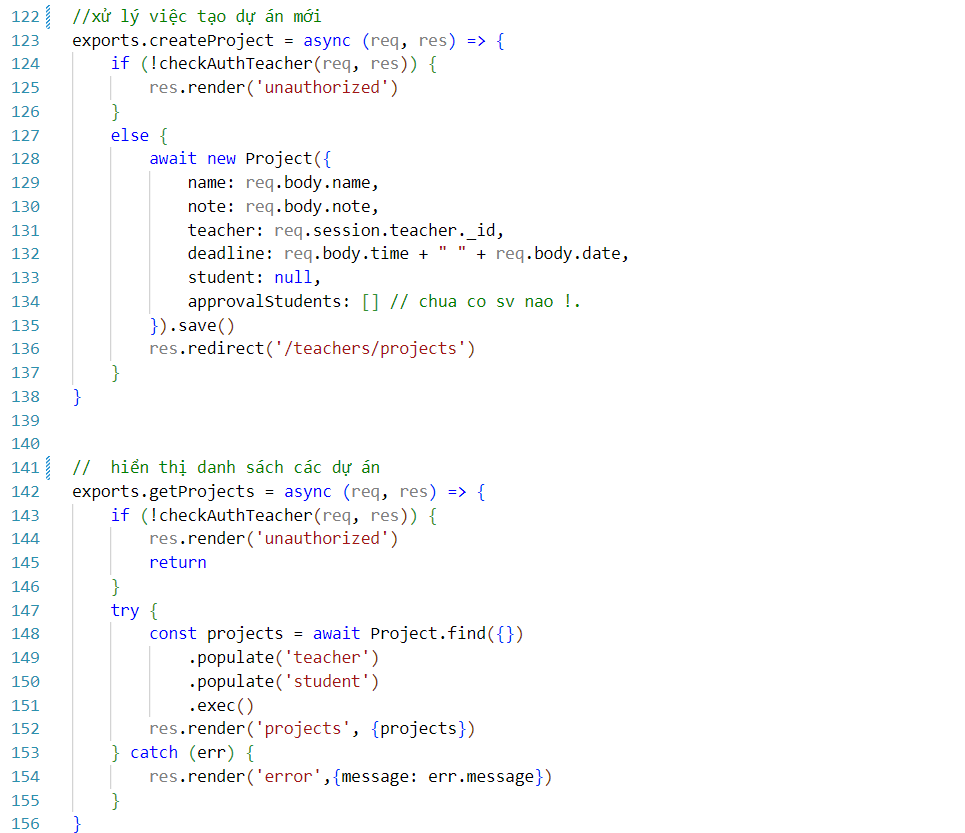 122 //xử lý việc tạo dự án mới
123 exports.createProject = async (req, res) => {
124     if (!checkAuthTeacher(req, res)) {
125         res.render('unauthorized')
126     }
127     else {
128         await new Project({
129             name: req.body.name,
130             note: req.body.note,
131             teacher: req.session.teacher._id,
132             deadline: req.body.time + " " + req.body.date,
133             student: null,
134             approvalStudents: [] // chua co sv nao !.
135         }).save()
136         res.redirect('/teachers/projects')
137     }
138 }
139
140
141 //  hiển thị danh sách các dự án
142 exports.getProjects = async (req, res) => {
143     if (!checkAuthTeacher(req, res)) {
144         res.render('unauthorized')
145         return
146     }
147     try {
148         const projects = await Project.find({})
149             .populate('teacher')
150             .populate('student')
151             .exec()
152         res.render('projects', {projects})
153     } catch (err) {
154         res.render('error',{message: err.message})
155     }
156 }